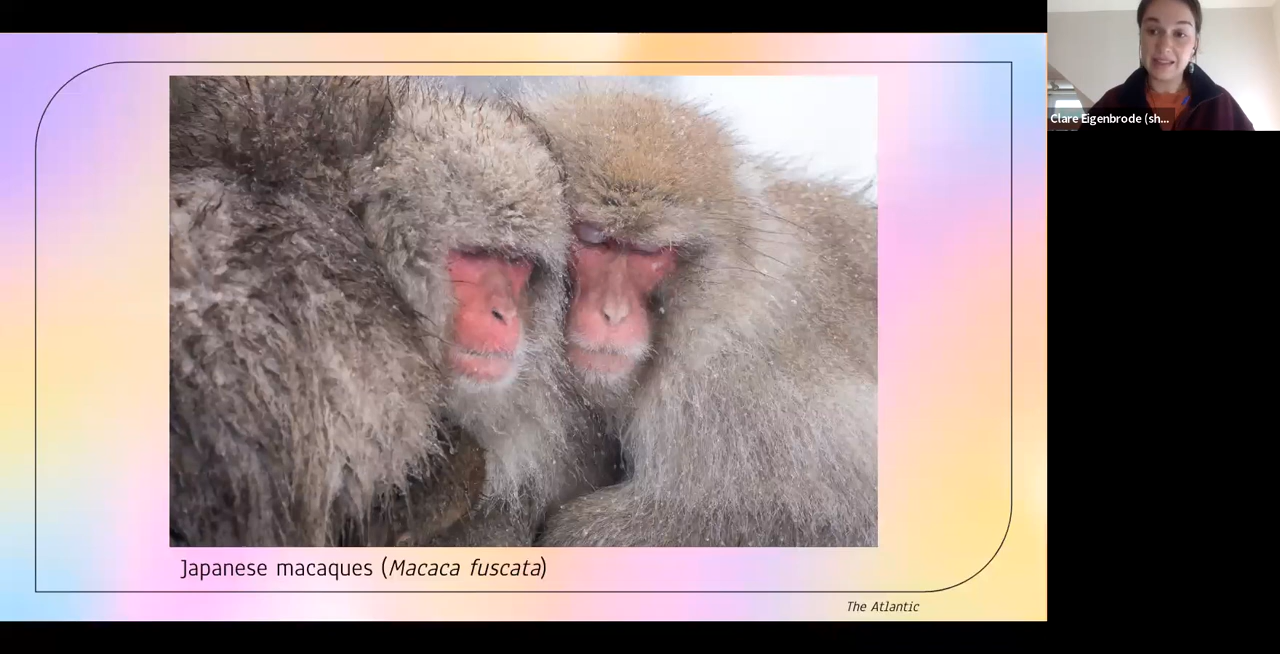 Clare Eigenbrode (sh...
Japanese macaques (Macaca fuscata)
The Atlantic